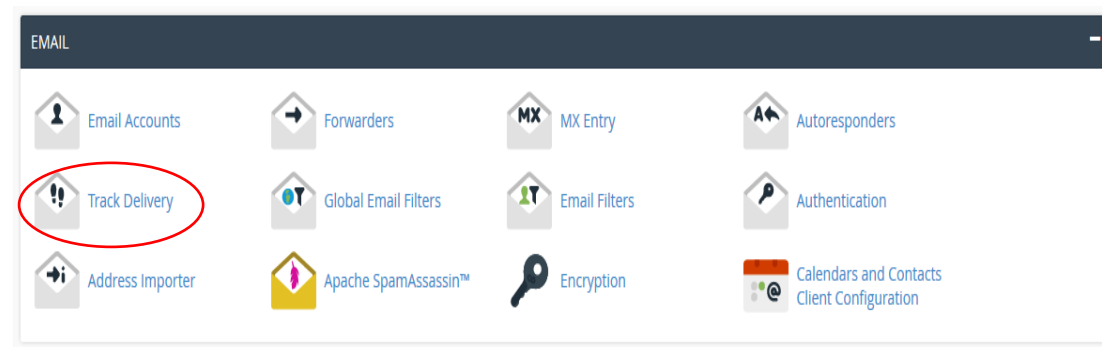 EMAIL
Email Accounts
Forwarders
MX
MX Entry
A
Autoresponders
Track Delivery
Global Email Filters
Email Filters
Authentication
i
Address Importer
Apache SpamAssassin™
Encryption
@
Calendars and Contacts
Client Configuration